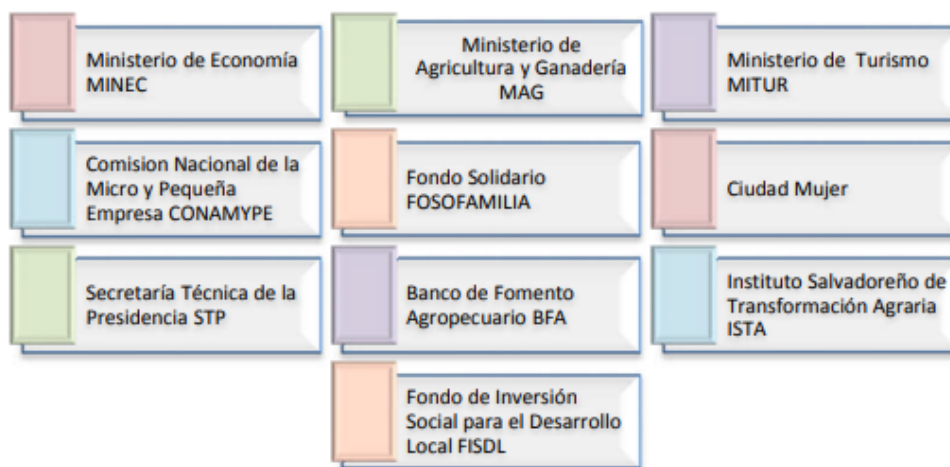 Ministerio de Economía
MINEC
Ministerio de
Agricultura y Ganadería
MAG
Ministerio de Turismo
MITUR
Comision Nacional de la
Micro y Pequeña
Empresa CONAMYPE
Fondo Solidario
FOSOFAMILIA
Ciudad Mujer
Secretaría Técnica de la
Presidencia STP
Banco de Fomento
Agropecuario BFA
Instituto Salvadoreño de
Transformación Agraria
ISTA
Fondo de Inversión
Social para el Desarrollo
Local FISDL